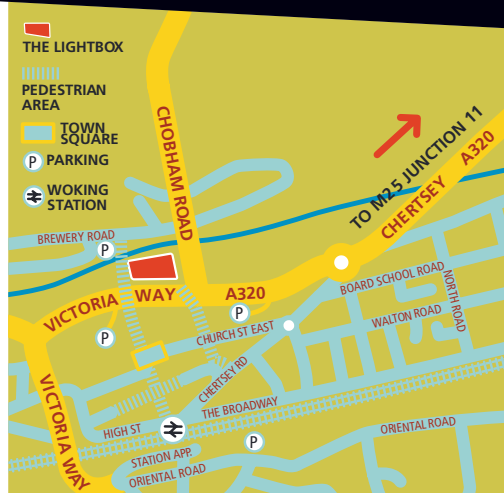 THE LIGHTBOX
PEDESTRIAN
AREA
TOWN
SQUARE
P PARKING
WOKING
STATION
CHOBHAM ROAD
TO M25 JUNCTION 11
CHERTSEY A320
BREWERY ROAD
P
VICTORIA WAY A320
P
P
BOARD SCHOOL ROAD
NORTH ROAD
WALTON ROAD
CHURCH ST EAST
CHERTSEY RD
VICTORIA WAY
THE BROADWAY
HIGH ST
STATION APP.
P
ORIENTAL ROAD
ORIENTAL ROAD